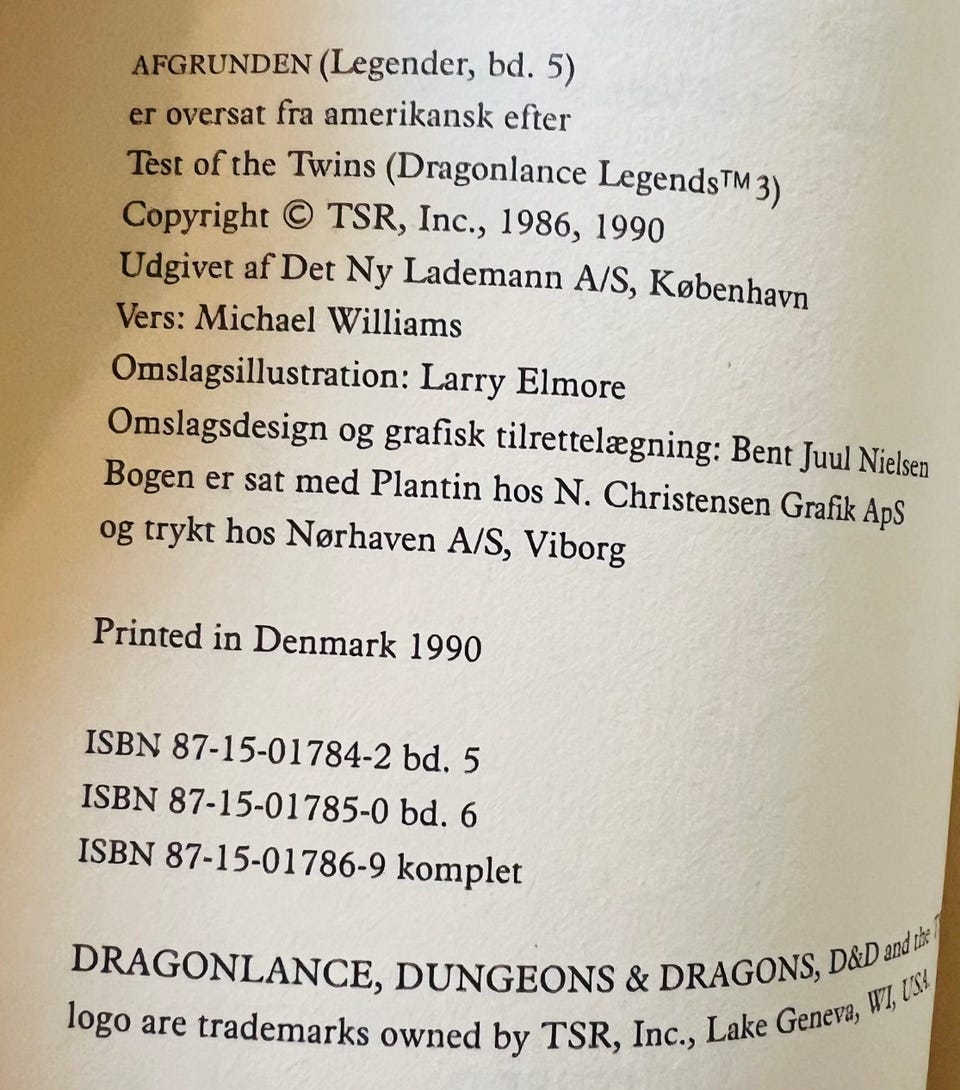 AFGRUNDEN (Legender, bd. 5)
er oversat fra amerikansk efter
Test of the Twins (Dragonlance Legends™ 3)
Copyright © TSR, Inc., 1986, 1990
Udgivet af Det Ny Lademann A/S, København
Vers: Michael Williams
Omslagsillustration: Larry Elmore
Omslagsdesign og grafisk tilrettelægning: Bent Juul Nielsen
Bogen er sat med Plantin hos N. Christensen Grafik ApS
og trykt hos Nørhaven A/S, Viborg
Printed in Denmark 1990
ISBN 87-15-01784-2 bd. 5
ISBN 87-15-01785-0 bd. 6
ISBN 87-15-01786-9 komplet
DRAGONLANCE, DUNGEONS & DRAGONS, D&D and the
logo are trademarks owned by TSR, Inc., Lake Geneva, WI, USA.